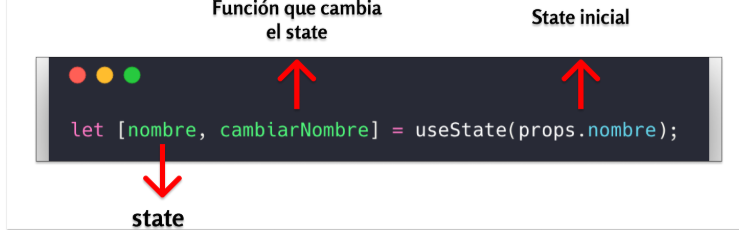 Función que cambia
el state
State inicial
let [nombre, cambiarNombre] = useState(props.nombre);
state